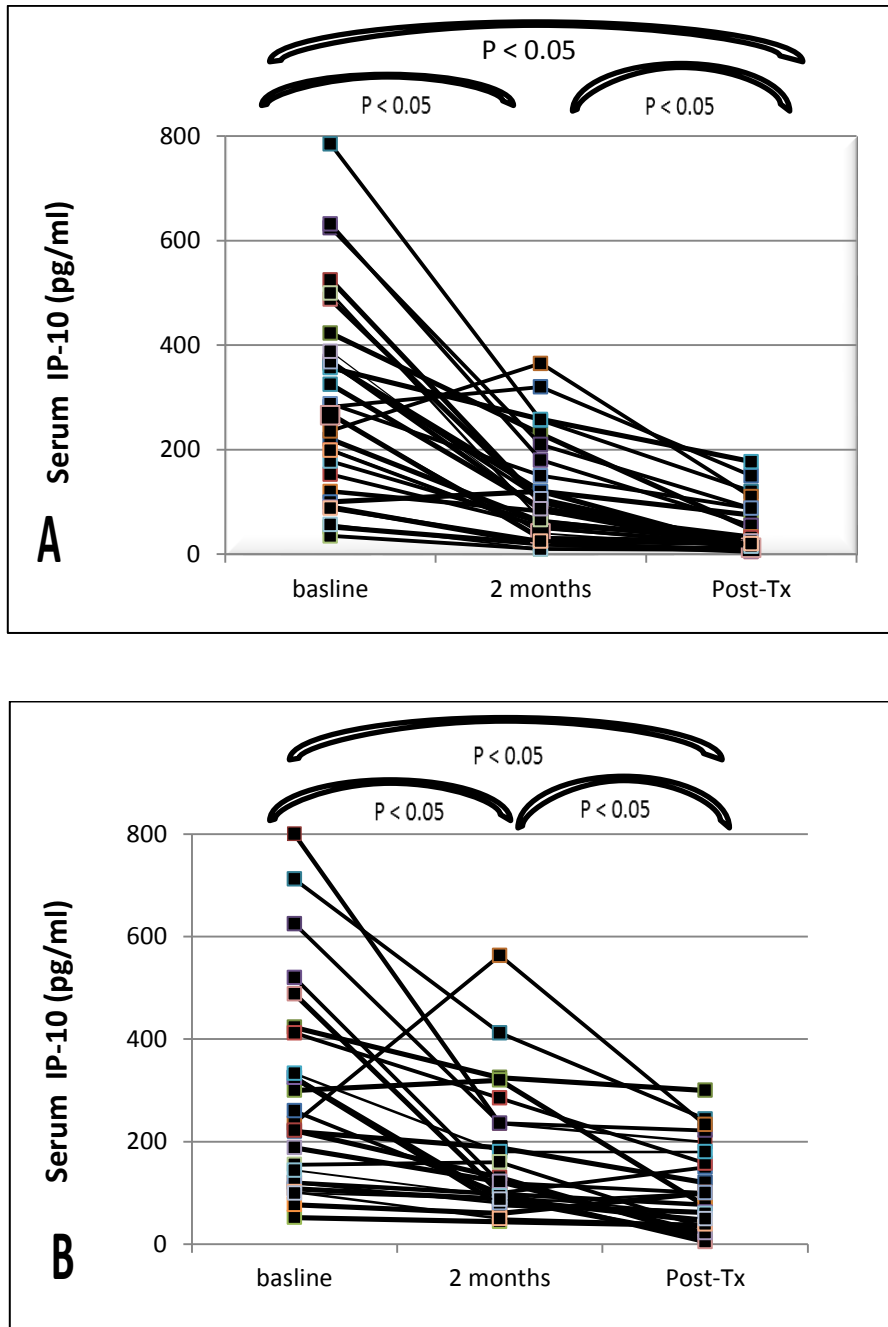 P < 0.05
P < 0.05 P < 0.05
Serum IP-10 (pg/ml)
800
600
400
200
0
A
basline 2 months Post-Tx
P < 0.05
P < 0.05 P < 0.05
Serum IP-10 (pg/ml)
800
600
400
200
0
B
basline 2 months Post-Tx